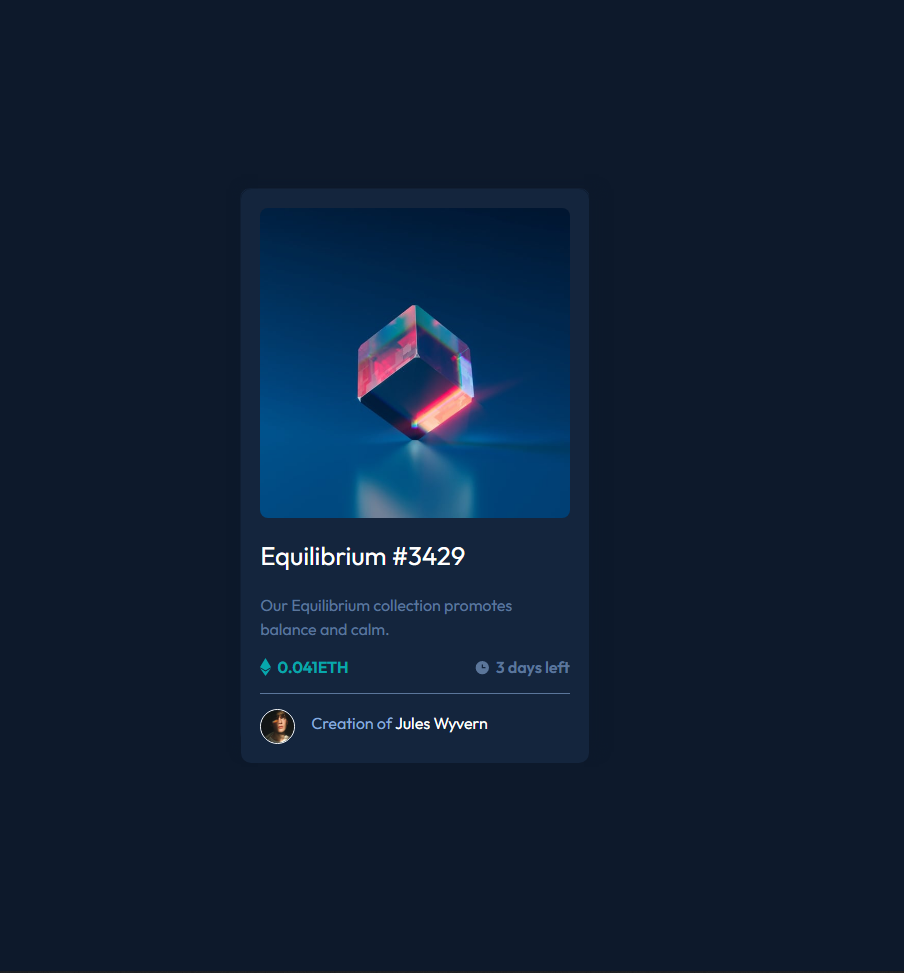 Equilibrium #3429
Our Equilibrium collection promotes
balance and calm.
0.041ETH 3 days left
Creation of Jules Wyvern